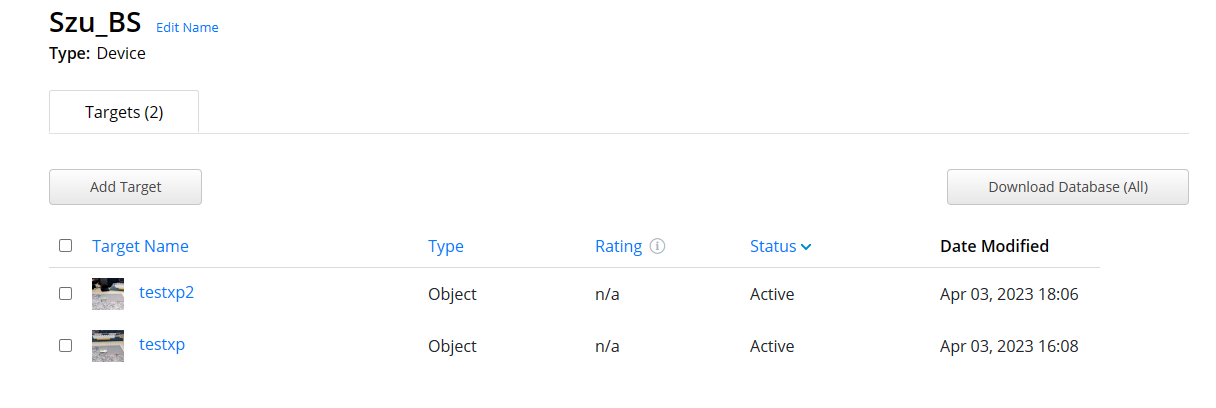 Szu_BS Edit Name
Type: Device
Targets (2)
Add Target Download Database (All)
Target Name Type Rating Status Date Modified
testxp2 Object n/a Active Apr 03, 2023 18:06
testxp Object n/a Active Apr 03, 2023 16:08